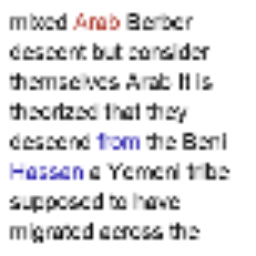 mixed Arab Berber
descent but consider
themselves Arab It is
theorized that they
descend from the Beni
Hassan a Yemeni tribe
supposed to have
migrated across the